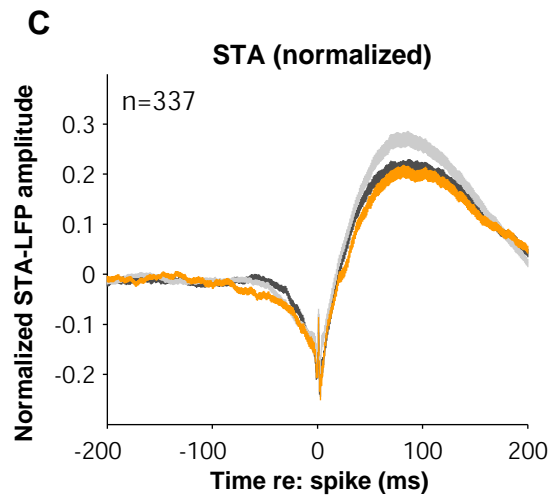 C
STA (normalized)
n=337
Normalized STA-LFP amplitude
0.3
0.2
0.1
0
-0.1
-0.2
-200 -100 0 100 200
Time re: spike (ms)